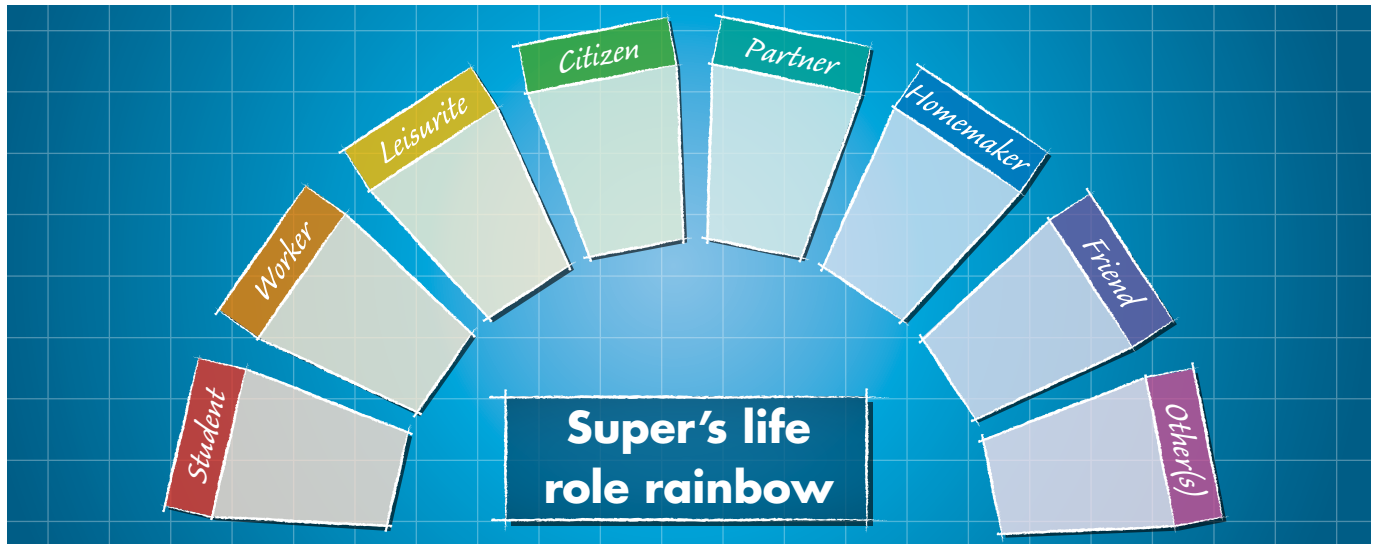 Student
Worker
Leisurite
Citizen
Partner
Homemaker
Friend
Other(s)
Super's life
role rainbow